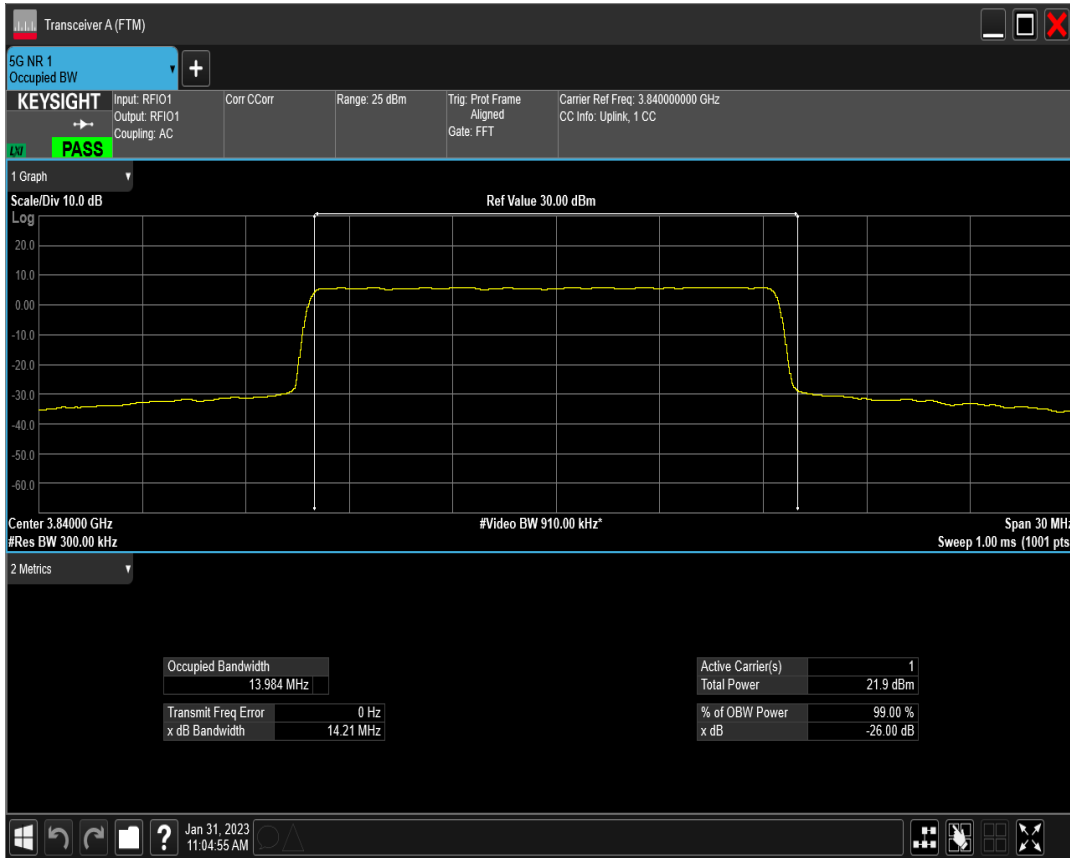 Transceiver A (FTM)
5G NR 1
Occupied BW
+
KEYSIGHT
LXI
PASS
Input: RFIO1
Output: RFIO1
Coupling: AC
Corr CCorr
Range: 25 dBm
Trig: Prot Frame
Aligned
Gate: FFT
Carrier Ref Freq: 3.840000000 GHz
CC Info: Uplink, 1 CC
1 Graph
Scale/Div 10.0 dB
Ref Value 30.00 dBm
Log
20.0
10.0
0.00
-10.0
-20.0
-30.0
-40.0
-50.0
-60.0
Center 3.84000 GHz
#Video BW 910.00 kHz*
Span 30 MHz
#Res BW 300.00 kHz
Sweep 1.00 ms (1001 pts
2 Metrics
Occupied Bandwidth
13.984 MHz
Transmit Freq Error 0 Hz
x dB Bandwidth 14.21 MHz
Active Carrier(s) 1
Total Power 21.9 dBm
% of OBW Power 99.00 %
x dB -26.00 dB
?
Jan 31, 2023
11:04:55 AM